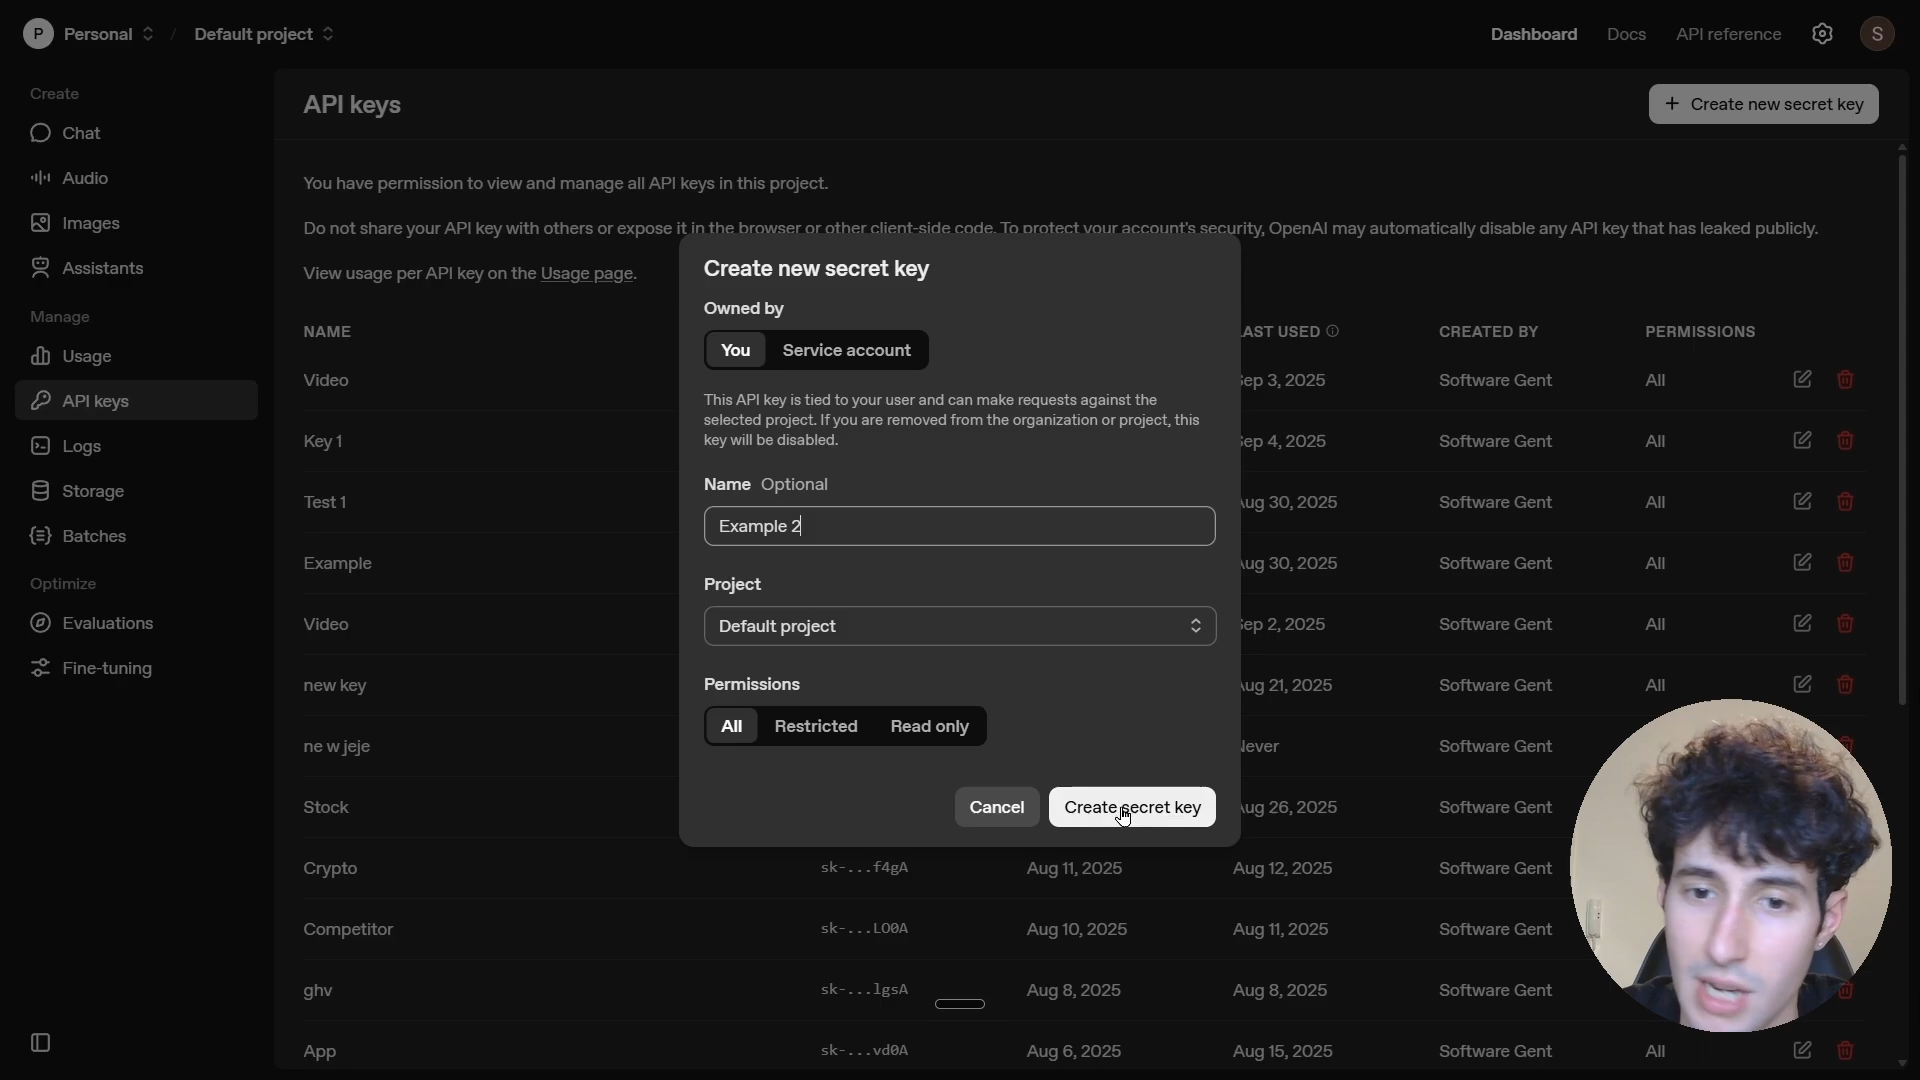 P Personal / Default project
Dashboard Docs API reference S
Create
Chat
Audio
Images
Assistants
Manage
Usage
API keys
Logs
Storage
Batches
Optimize
Evaluations
Fine-tuning
API keys
+ Create new secret key
You have permission to view and manage all API keys in this project.
Do not share your API key with others or expose it in the browser or other client-side code. To protect your account's security, OpenAI may automatically disable any API key that has leaked publicly.
View usage per API key on the Usage page.
Create new secret key
Owned by
You Service account
This API key is tied to your user and can make requests against the
selected project. If you are removed from the organization or project, this
key will be disabled.
Name Optional
Example 2
Project
Default project
Permissions
All Restricted Read only
Cancel Create secret key
NAME LAST USED CREATED BY PERMISSIONS
Video Sep 3, 2025 Software Gent All
Key 1 Sep 4, 2025 Software Gent All
Test 1 Aug 30, 2025 Software Gent All
Example Aug 30, 2025 Software Gent All
Video Sep 2, 2025 Software Gent All
new key Aug 21, 2025 Software Gent All
ne w jeje Never Software Gent
Stock Aug 26, 2025 Software Gent
Crypto sk-...f4gA Aug 11, 2025 Aug 12, 2025 Software Gent
Competitor sk-...LO0A Aug 10, 2025 Aug 11, 2025 Software Gent
ghv sk-...lgsA Aug 8, 2025 Aug 8, 2025 Software Gent
App sk-...vd0A Aug 6, 2025 Aug 15, 2025 Software Gent All